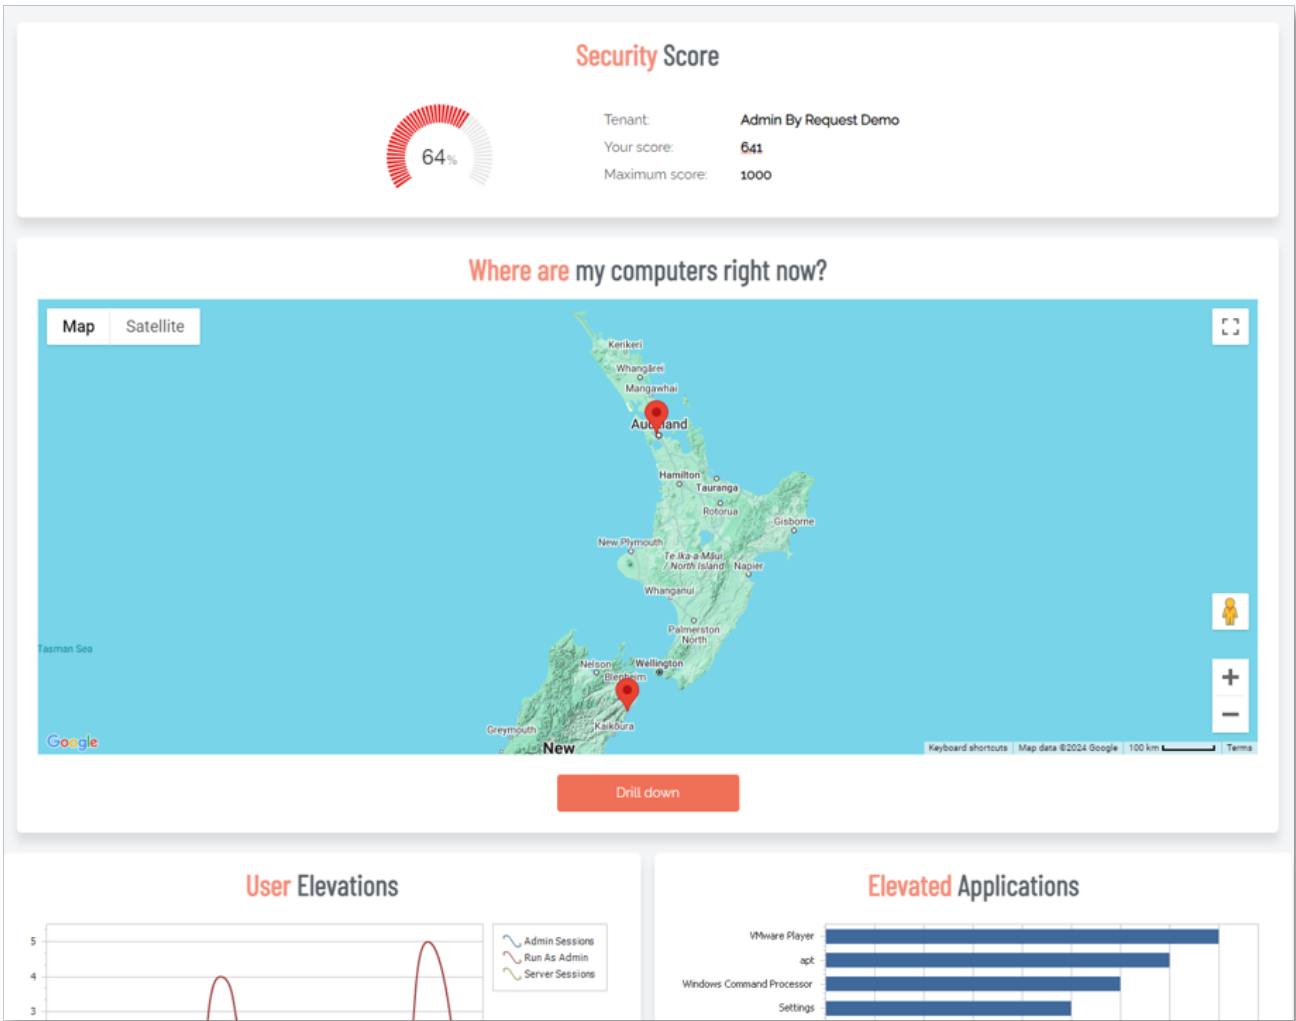 Security Score
64%
Tenant: Admin By Request Demo
Your score: 641
Maximum score: 1000
Where are my computers right now?
Map Satellite
Kerikeri
Whangārei
Mangawhai
Auckland
Hamilton
Tauranga
Rotorua
Gisborne
New Plymouth
Te Ika-a-Māui
/ North Island
Napier
Whanganui
Palmerston
North
Tasman Sea
Nelson
Wellington
Blenheim
Greymouth
Kaikōura
New
Google
Keyboard shortcuts Map data ©2024 Google 100 km Terms
Drill down
User Elevations
5
4
3
Admin Sessions
Run As Admin
Server Sessions
Elevated Applications
VMware Player
apt
Windows Command Processor
Settings